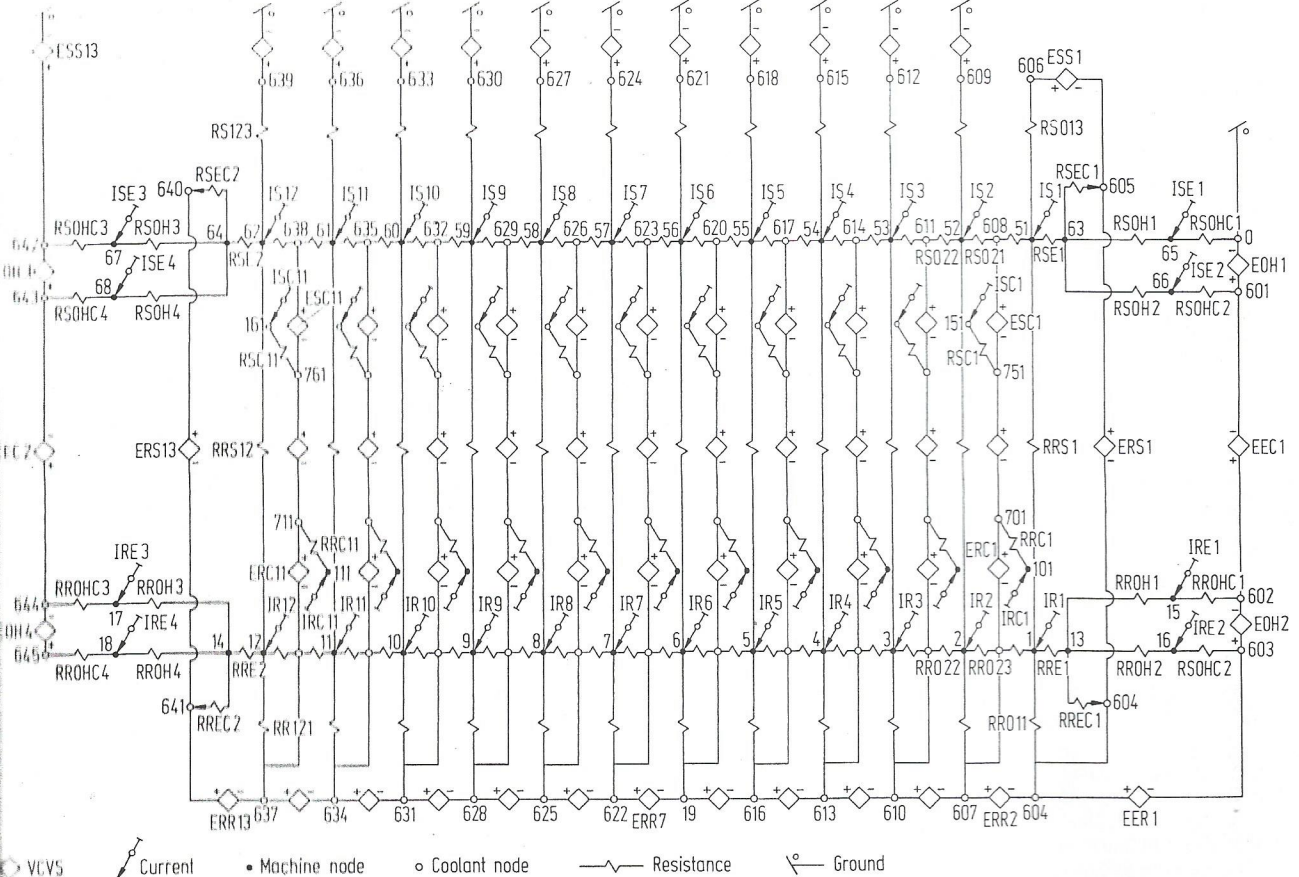 ESS13
639 636 633 630 627 624 621 618 615 612 609 606 ESS1
RS123 RS013
RSEC2 640 RSEC1 605
ISE3 IS12 IS11 IS10 IS9 IS8 IS7 IS6 IS5 IS4 IS3 IS2 IS1 ISE1
RSOHC3 RSOH3 64 62 638 61 635 60 632 59 629 58 626 57 623 56 620 55 617 54 614 53 611 52 608 51 63 RSOH1 RSOHC1 0
67 RSE2 RS022 RS021 RSE1 65
ISE4 ISE2 EOH1
643 68 66 601
RSOHC4 RSOH4 RSOH2 RSOHC2
ISC11 ESC11 ISC1
161 151 ESC1
RSC11 761 RSC1 751
ERS13 RRS12 RRS1 ERS1 EEC1
711 701
RRC11 RRC1
IRE3 ERC11 111 ERC1 101 IRE1
RROHC3 RROH3 IRC11 IRC1 RROH1 RROHC1
644 17 15 602
IRE4 IR12 IR11 IR10 IR9 IR8 IR7 IR6 IR5 IR4 IR3 IR2 IR1 IRE2 EOH2
645 18 14 12 11 10 9 8 7 6 5 4 3 2 1 13 16 603
RROHC4 RROH4 RRE2 RR022 RR023 RRE1 RROH2 RSOHC2
641 RREC2 RR121 RR011 RREC1 604
ERR13 637 634 631 628 625 622 ERR7 19 616 613 610 607 ERR2 604 EER1
VCVS Current Machine node Coolant node Resistance Ground